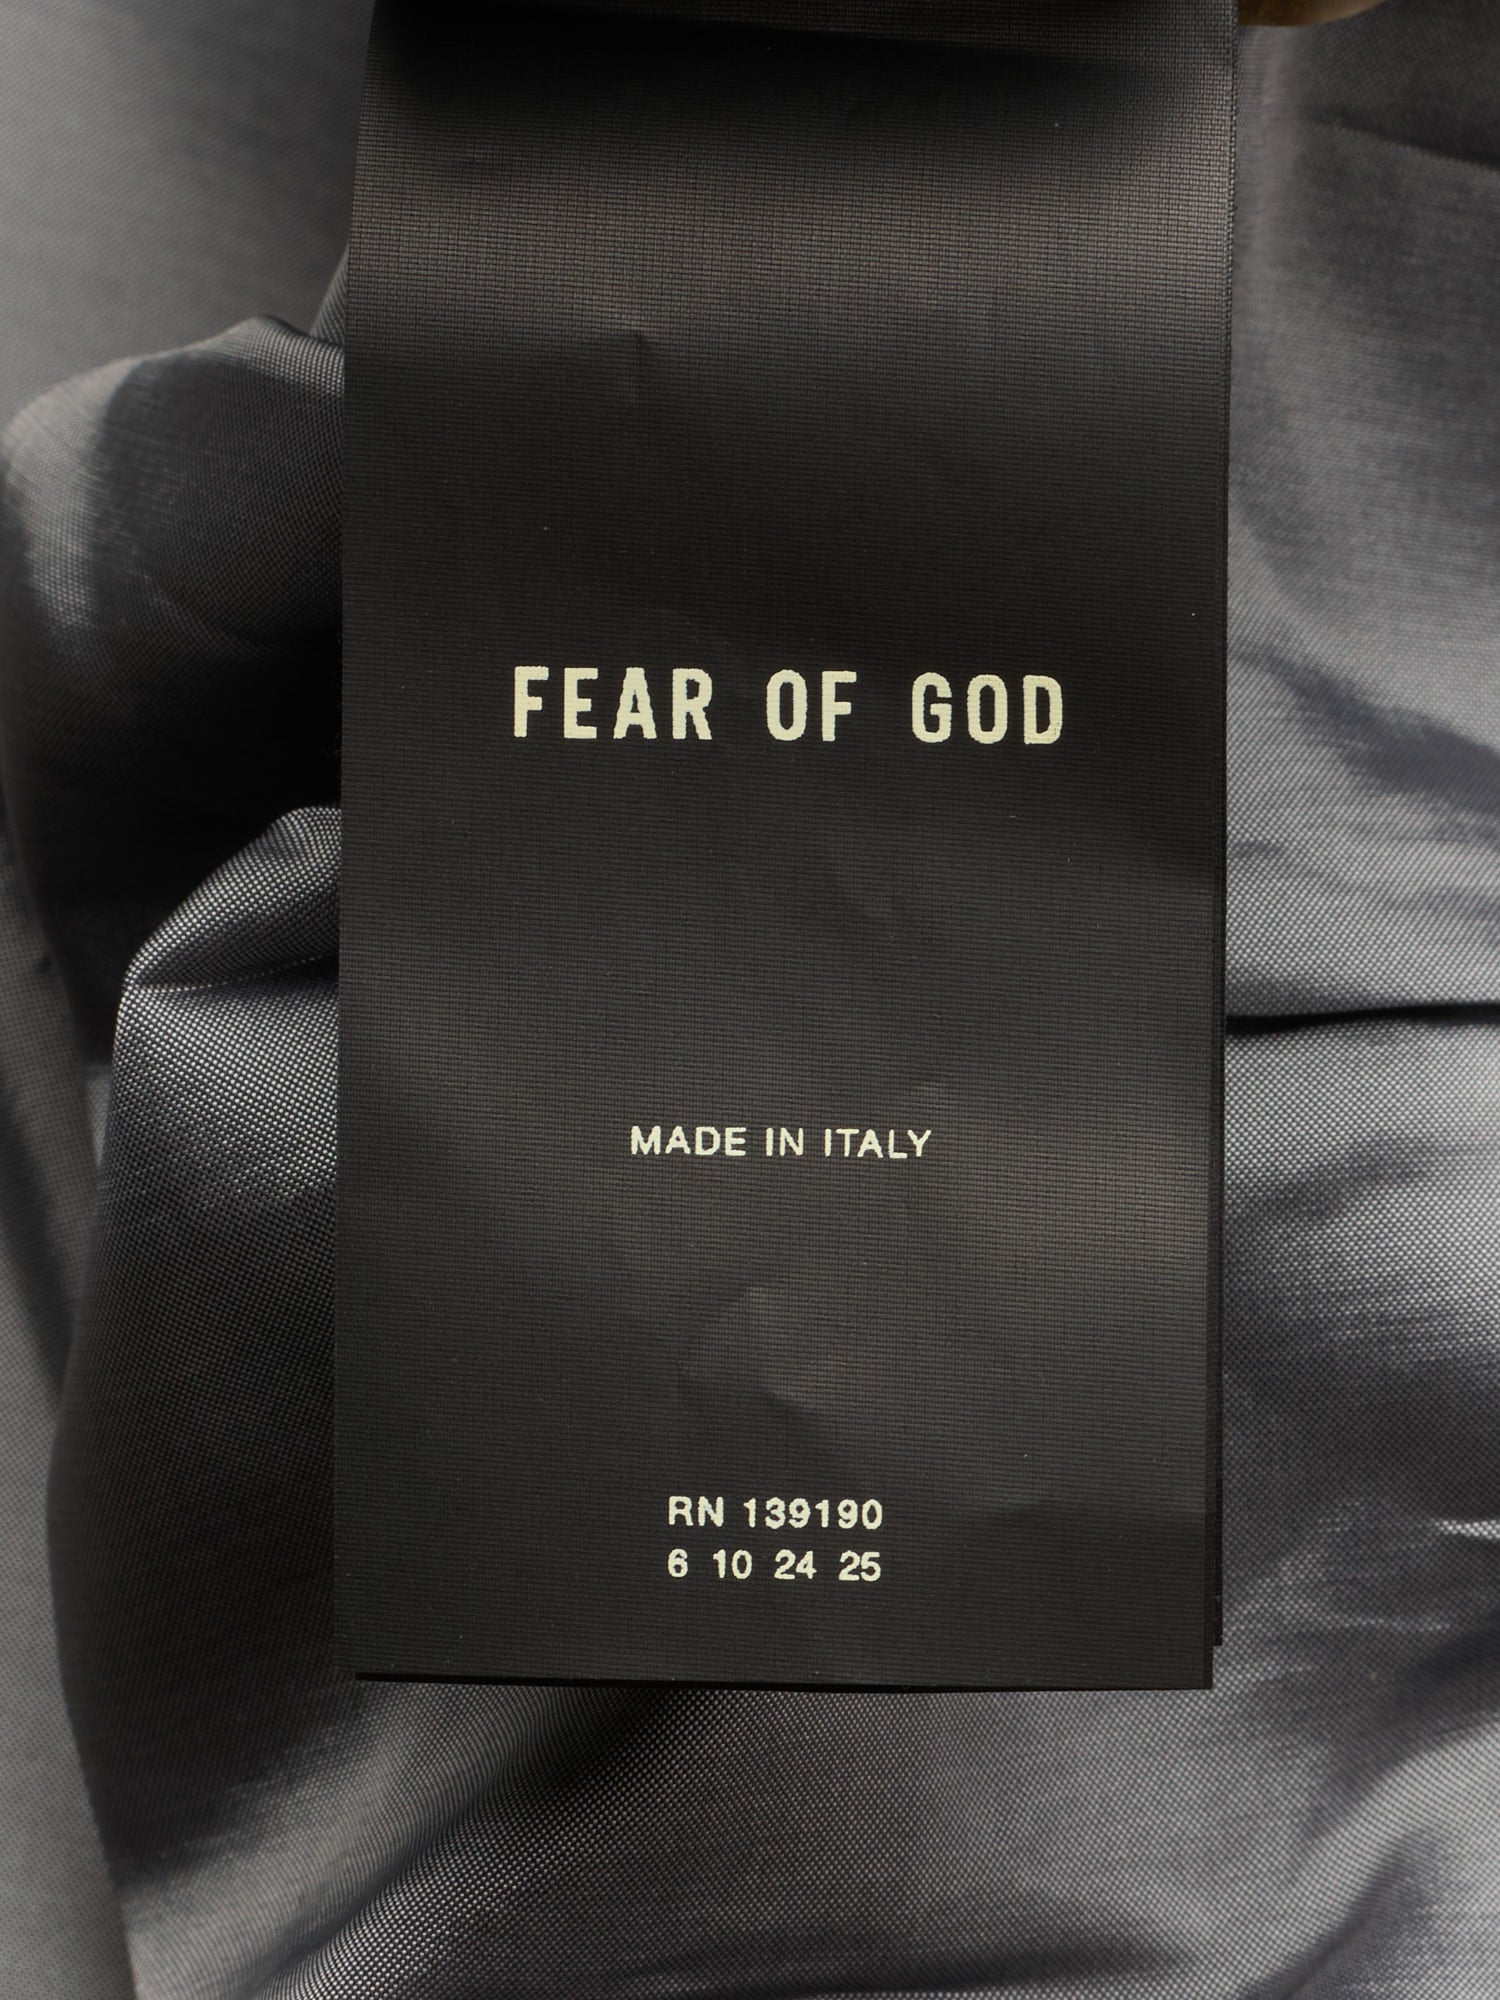 FEAR OF GOD
MADE IN ITALY
RN 139190
6 10 24 25